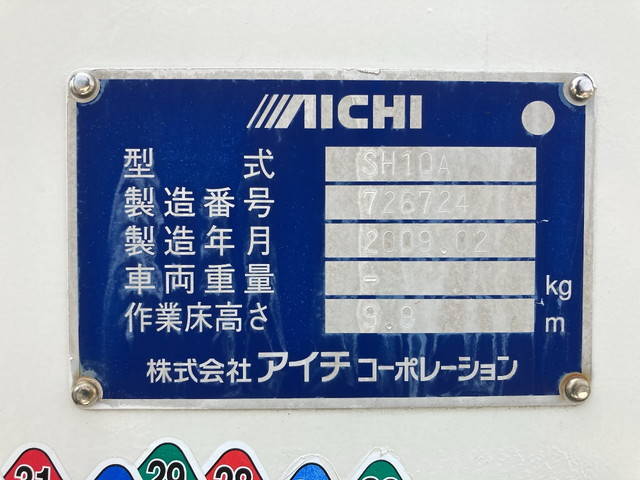 AICHI
型式 SH10A
製造番号 726724
製造年月 2009.02
車両重量 - kg
作業床高さ 9.9 m
株式会社 アイチ コーポレーション
29